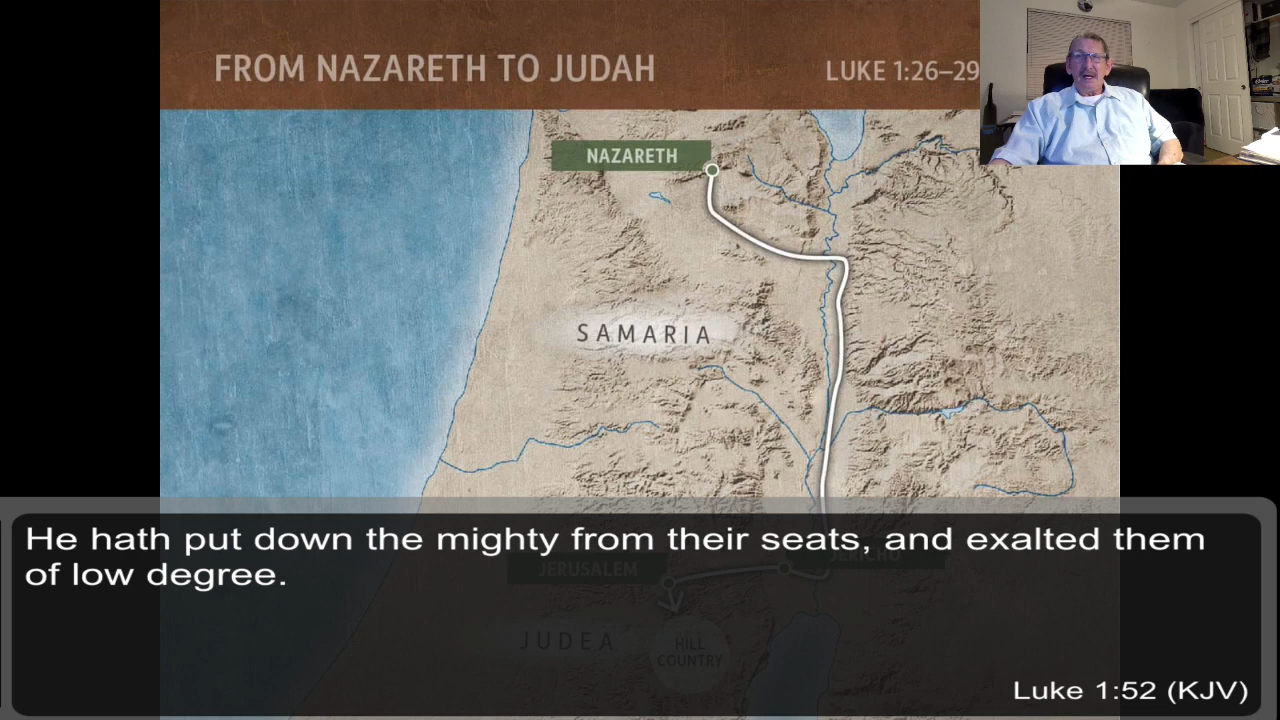 FROM NAZARETH TO JUDAH
LUKE 1:26–29
NAZARETH
SAMARIA
He hath put down the mighty from their seats, and exalted them
of low degree.
JERICHO
JERUSALEM
JUDEA
HILL
COUNTRY
Luke 1:52 (KJV)